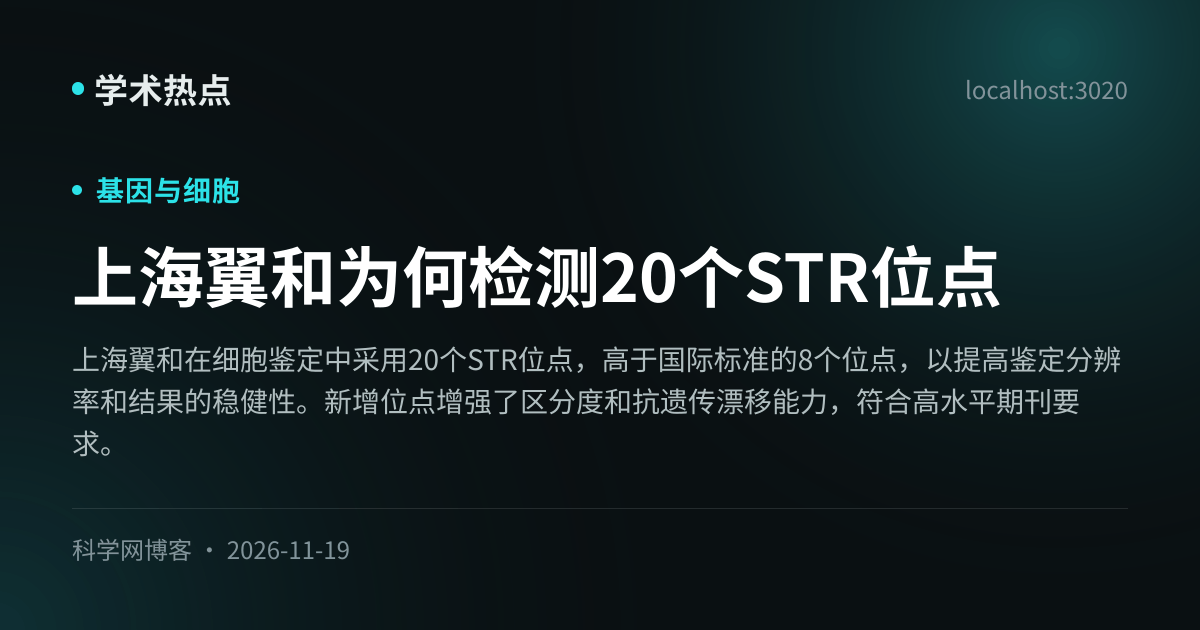 学术热点
localhost:3020
基因与细胞
上海翼和为何检测20个STR位点
上海翼和在细胞鉴定中采用20个STR位点，高于国际标准的8个位点，以提高鉴定分辨
率和结果的稳健性。新增位点增强了区分度和抗遗传漂移能力，符合高水平期刊要
求。
科学网博客 · 2026-11-19